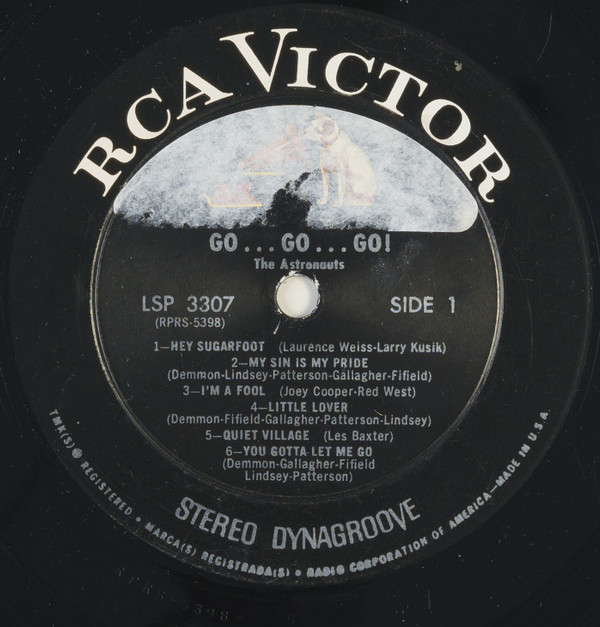 RCA VICTOR
GO... GO... GO!
The Astronauts
LSP 3307
(RPRS-5398)
SIDE 1
1—HEY SUGARFOOT (Laurence Weiss-Larry Kusik)
2—MY SIN IS MY PRIDE
(Demmon-Lindsey-Patterson-Gallagher-Fifield)
3—I'M A FOOL (Joey Cooper-Red West)
4—LITTLE LOVER
(Demmon-Fifield-Gallagher-Patterson-Lindsey)
5—QUIET VILLAGE (Les Baxter)
6—YOU GOTTA LET ME GO
(Demmon-Gallagher-Fifield
Lindsey-Patterson)
STEREO DYNAGROOVE
TMK(S) ® REGISTERED • MARCA(S) REGISTRADA(S) • RADIO CORPORATION OF AMERICA—MADE IN U.S.A.